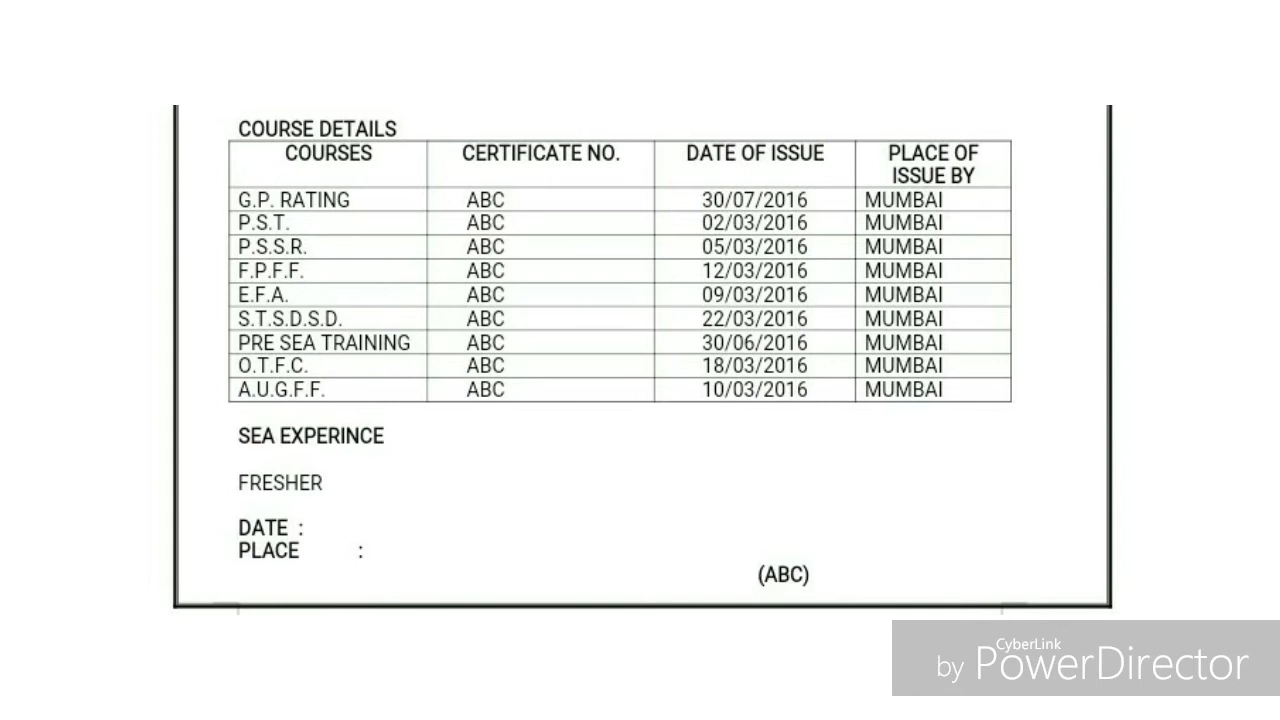 COURSE DETAILS
COURSES CERTIFICATE NO. DATE OF ISSUE PLACE OF
ISSUE BY
G.P. RATING ABC 30/07/2016 MUMBAI
P.S.T. ABC 02/03/2016 MUMBAI
P.S.S.R. ABC 05/03/2016 MUMBAI
F.P.F.F. ABC 12/03/2016 MUMBAI
E.F.A. ABC 09/03/2016 MUMBAI
S.T.S.D.S.D. ABC 22/03/2016 MUMBAI
PRE SEA TRAINING ABC 30/06/2016 MUMBAI
O.T.F.C. ABC 18/03/2016 MUMBAI
A.U.G.F.F. ABC 10/03/2016 MUMBAI
SEA EXPERINCE
FRESHER
DATE :
PLACE :
(ABC)
CyberLink
by PowerDirector